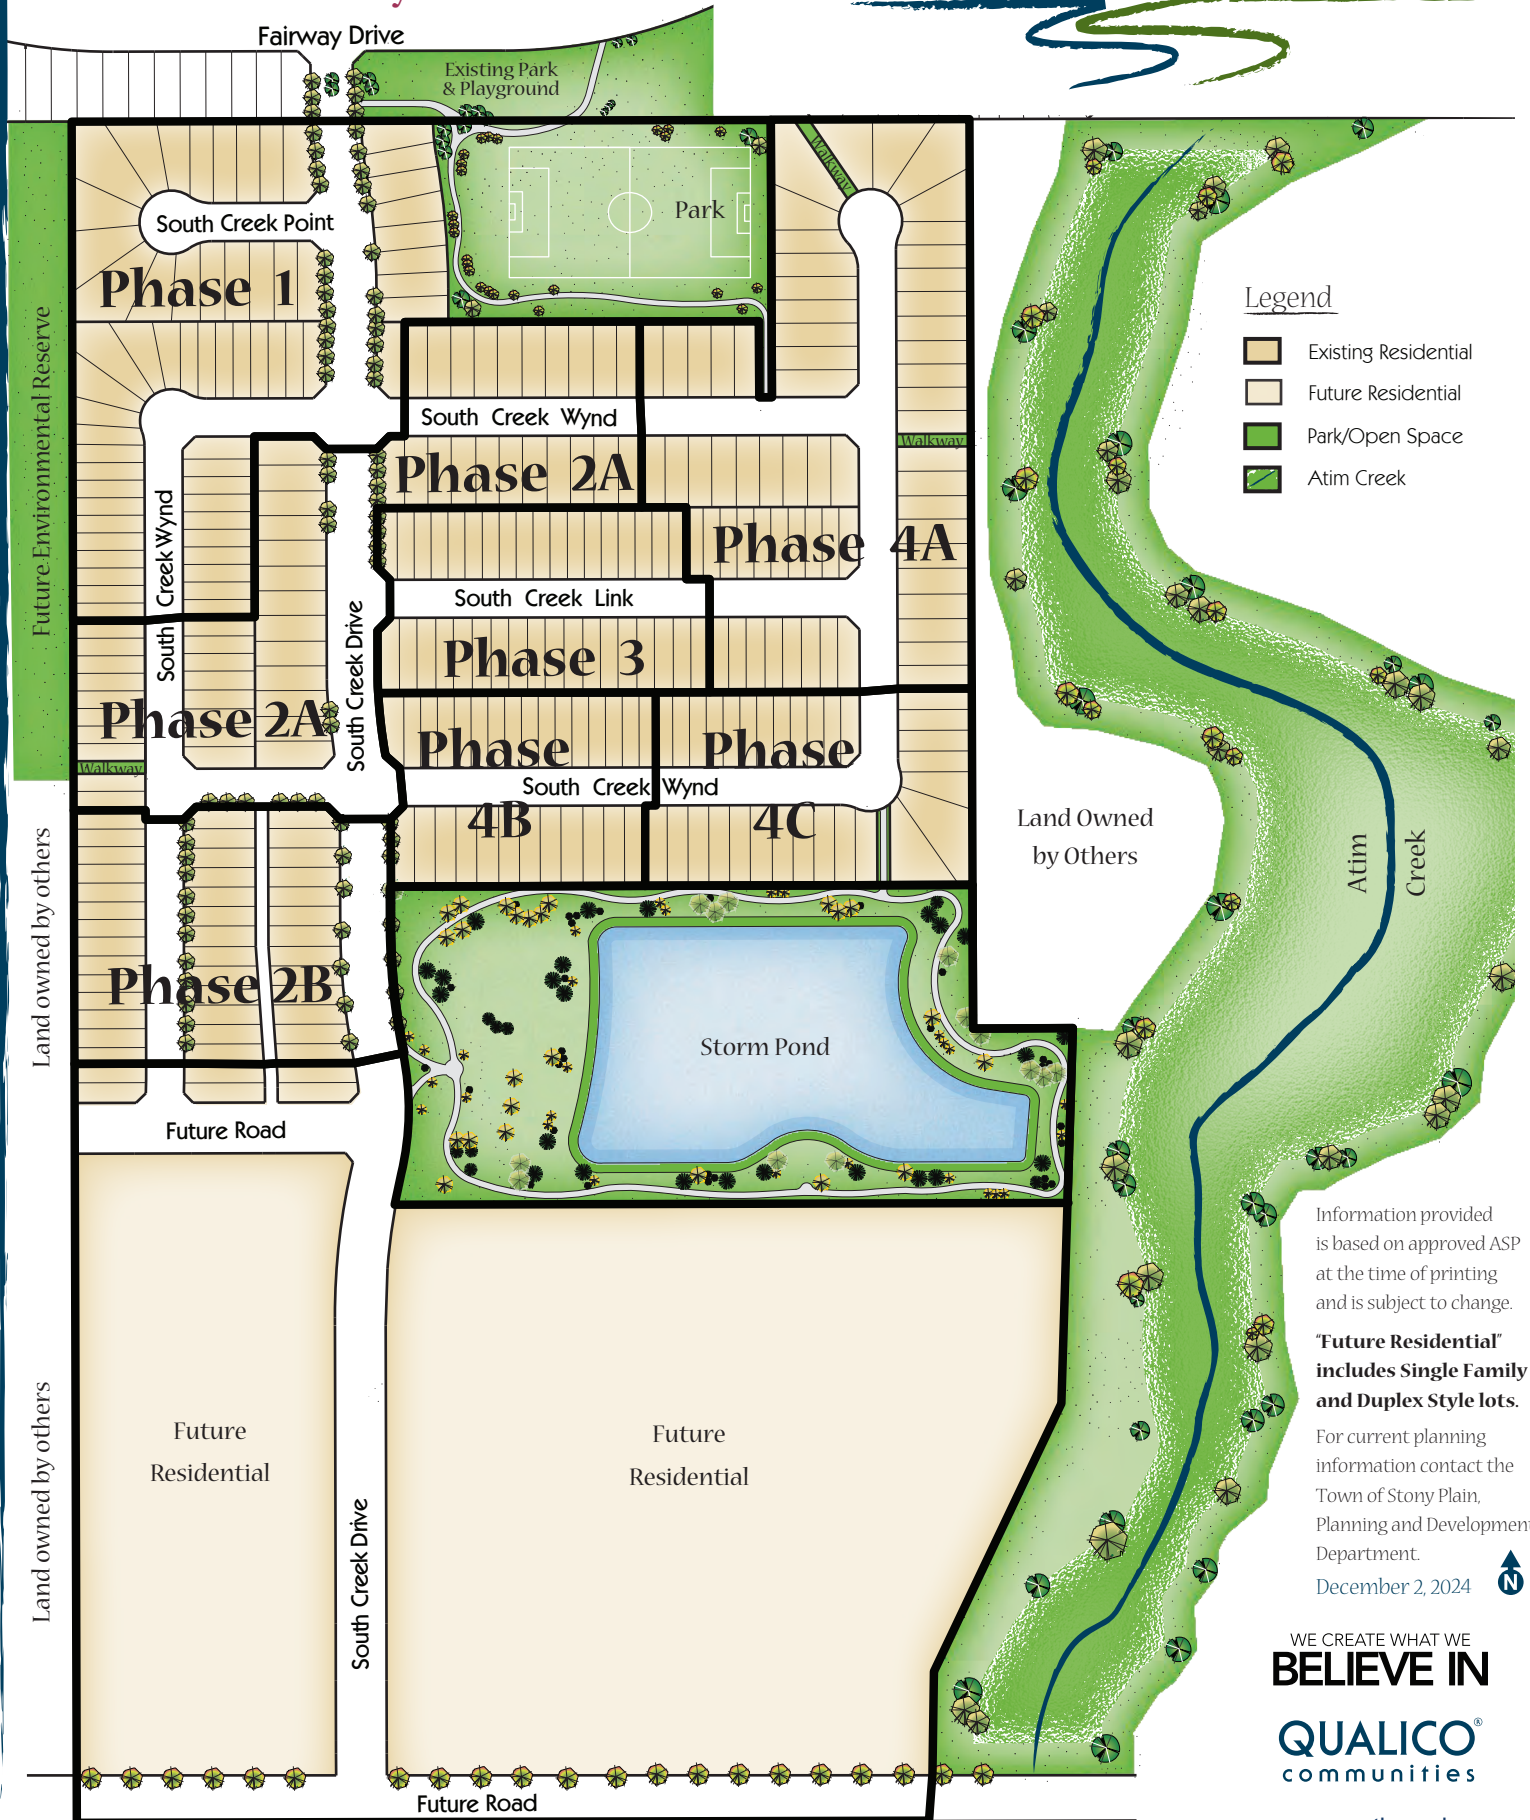 Fairway Drive
Existing Park
& Playground
Walkway
Park
South Creek Point
Phase 1
Legend
Existing Residential
Future Residential
Park/Open Space
Atim Creek
Future Environmental Reserve
South Creek Wynd
Phase 2A
Walkway
South Creek Wynd
Phase 4A
South Creek Link
South Creek Drive
Phase 3
Phase 2A
Walkway
Phase
4B
Phase
4C
South Creek Wynd
Land Owned
by Others
Atim
Creek
Land owned by others
Phase 2B
Storm Pond
Future Road
Information provided
is based on approved ASP
at the time of printing
and is subject to change.
"Future Residential"
includes Single Family
and Duplex Style lots.
For current planning
information contact the
Town of Stony Plain,
Planning and Development
Department.
December 2, 2024
N
Land owned by others
Future
Residential
Future
Residential
South Creek Drive
Future Road
WE CREATE WHAT WE
BELIEVE IN
QUALICO®
communities